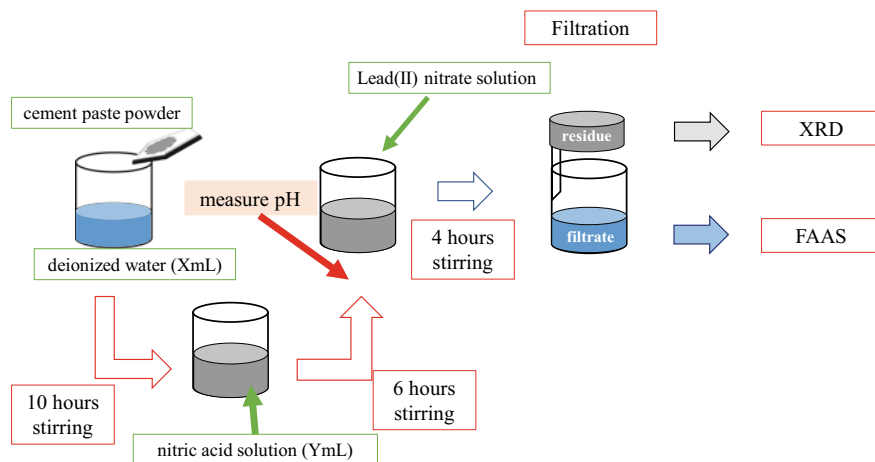 Filtration
Lead(II) nitrate solution
cement paste powder
residue
XRD
measure pH
4 hours
stirring
filtrate
FAAS
deionized water (XmL)
10 hours
stirring
6 hours
stirring
nitric acid solution (YmL)